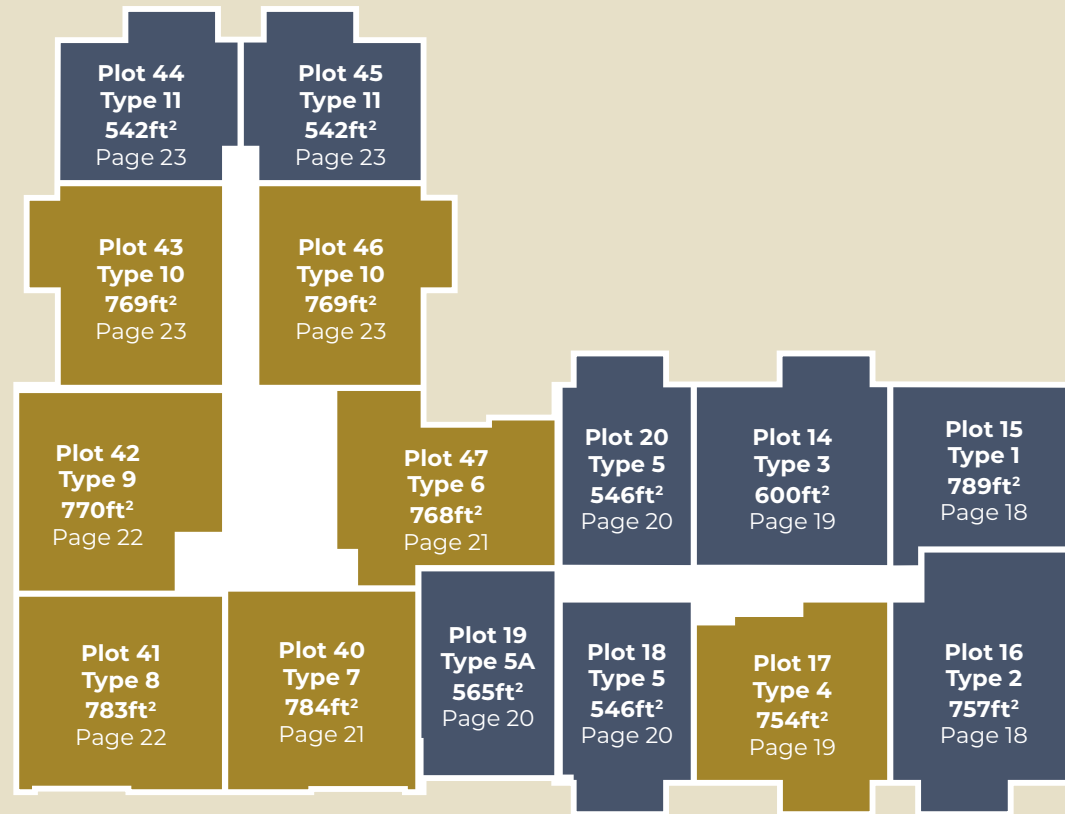 Plot 44
Type 11
542ft²
Page 23
Plot 45
Type 11
542ft²
Page 23
Plot 43
Type 10
769ft²
Page 23
Plot 46
Type 10
769ft²
Page 23
Plot 42
Type 9
770ft²
Page 22
Plot 47
Type 6
768ft²
Page 21
Plot 20
Type 5
546ft²
Page 20
Plot 14
Type 3
600ft²
Page 19
Plot 15
Type 1
789ft²
Page 18
Plot 41
Type 8
783ft²
Page 22
Plot 40
Type 7
784ft²
Page 21
Plot 19
Type 5A
565ft²
Page 20
Plot 18
Type 5
546ft²
Page 20
Plot 17
Type 4
754ft²
Page 19
Plot 16
Type 2
757ft²
Page 18